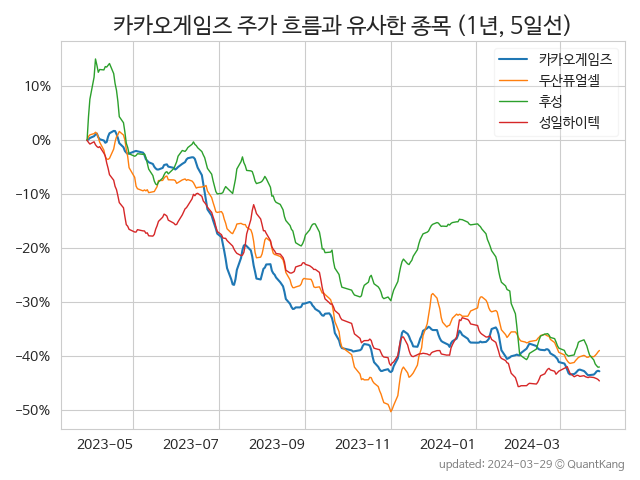 카카오게임즈 주가 흐름과 유사한 종목 (1년, 5일선)
카카오게임즈
두산퓨얼셀
후성
성일하이텍
10%
0%
−10%
−20%
−30%
−40%
−50%
2023-05 2023-07 2023-09 2023-11 2024-01 2024-03
updated: 2024-03-29 © QuantKang